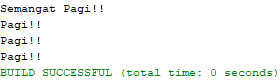 Semangat Pagi!!
Pagi!!
Pagi!!
Pagi!!
BUILD SUCCESSFUL (total time: 0 seconds)